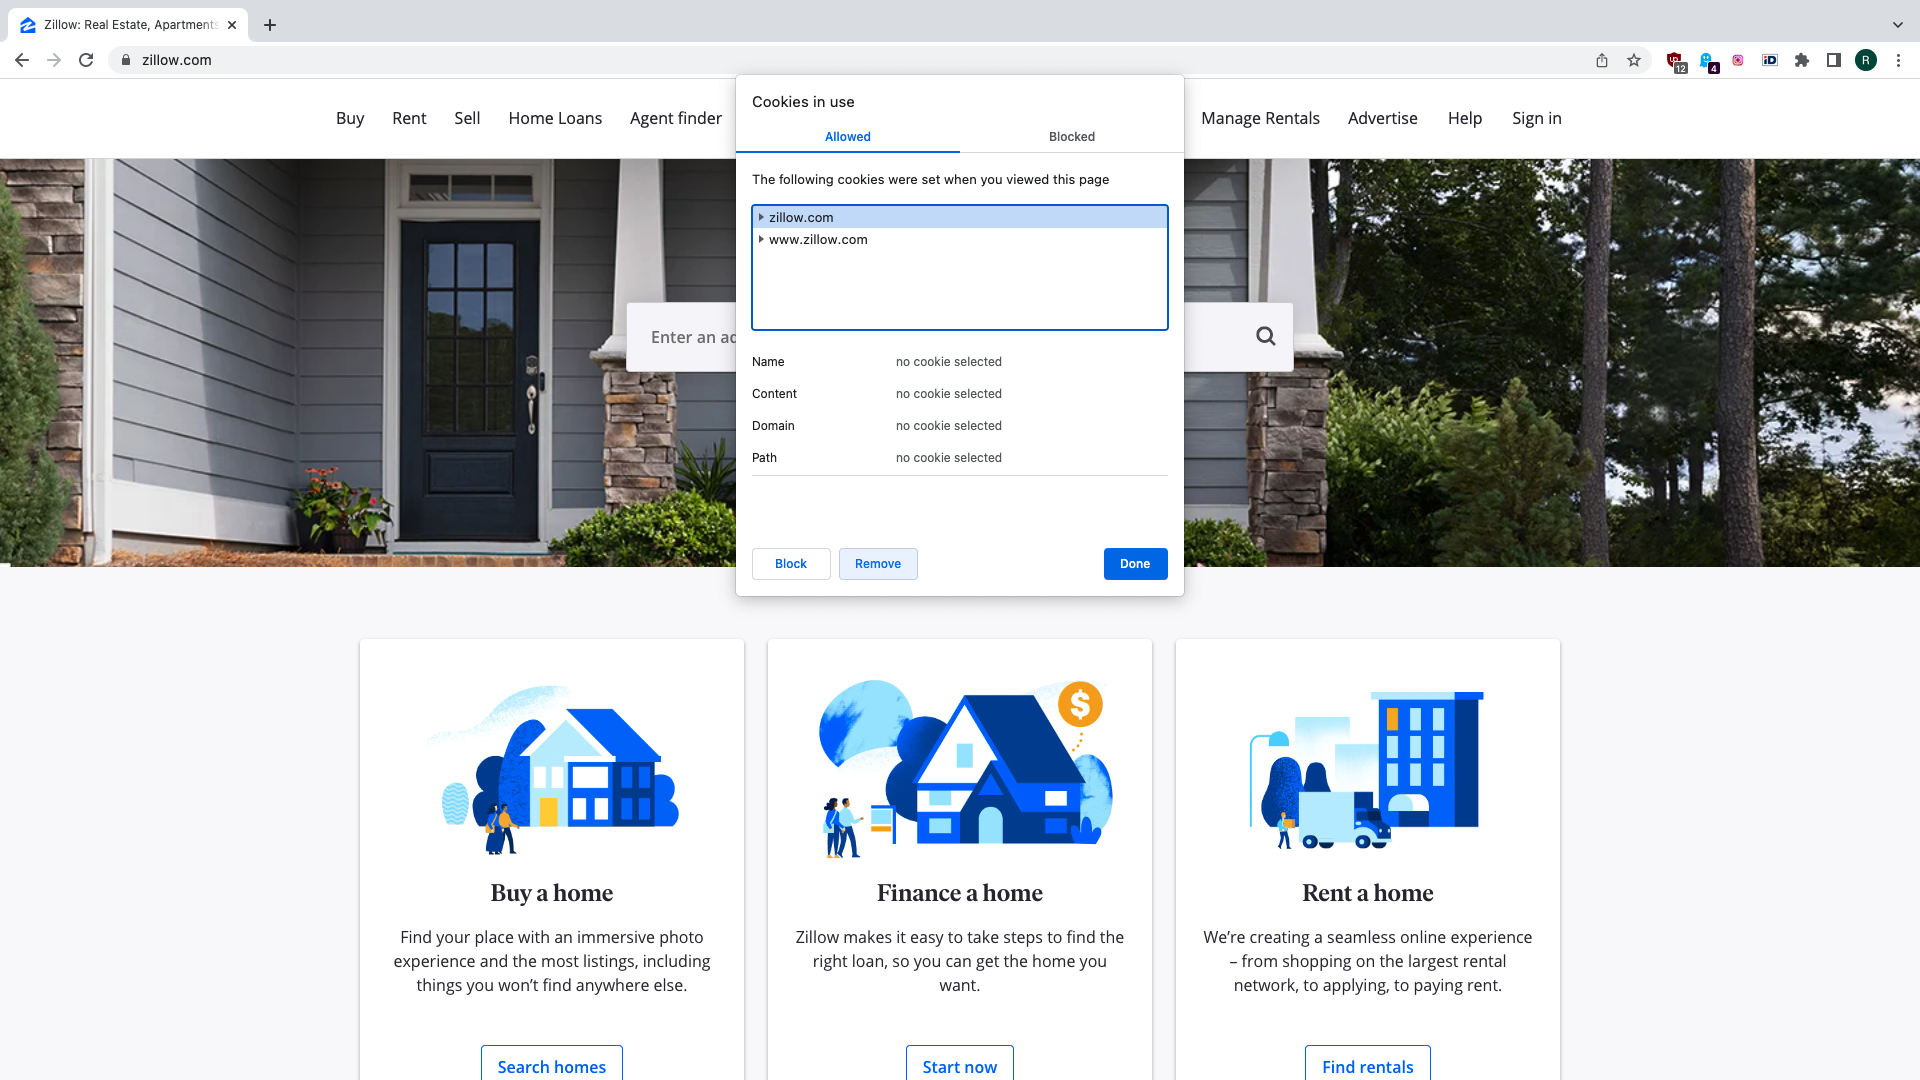 Zillow: Real Estate, Apartments
zillow.com
12
4
iD
R
Buy
Rent
Sell
Home Loans
Agent finder
Manage Rentals
Advertise
Help
Sign in
Enter an ad
Cookies in use
Allowed
Blocked
The following cookies were set when you viewed this page
zillow.com
www.zillow.com
Name no cookie selected
Content no cookie selected
Domain no cookie selected
Path no cookie selected
Block
Remove
Done
$
Buy a home
Find your place with an immersive photo
experience and the most listings, including
things you won’t find anywhere else.
Search homes
Finance a home
Zillow makes it easy to take steps to find the
right loan, so you can get the home you
want.
Start now
Rent a home
We’re creating a seamless online experience
– from shopping on the largest rental
network, to applying, to paying rent.
Find rentals